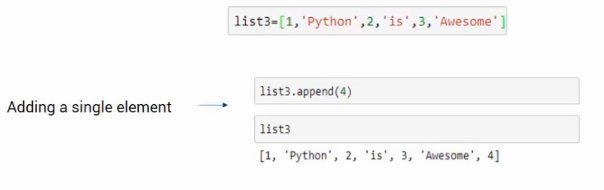 list3=[1,'Python',2,'is',3,'Awesome']
Adding a single element
list3.append(4)
list3
[1, 'Python', 2, 'is', 3, 'Awesome', 4]